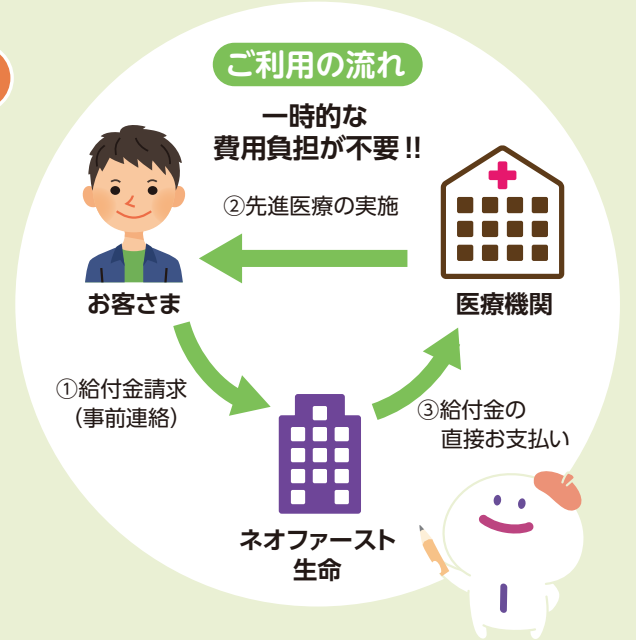 ご利用の流れ
一時的な
費用負担が不要!!
②先進医療の実施
お客さま
医療機関
①給付金請求
(事前連絡)
③給付金の
直接お支払い
ネオファースト
生命